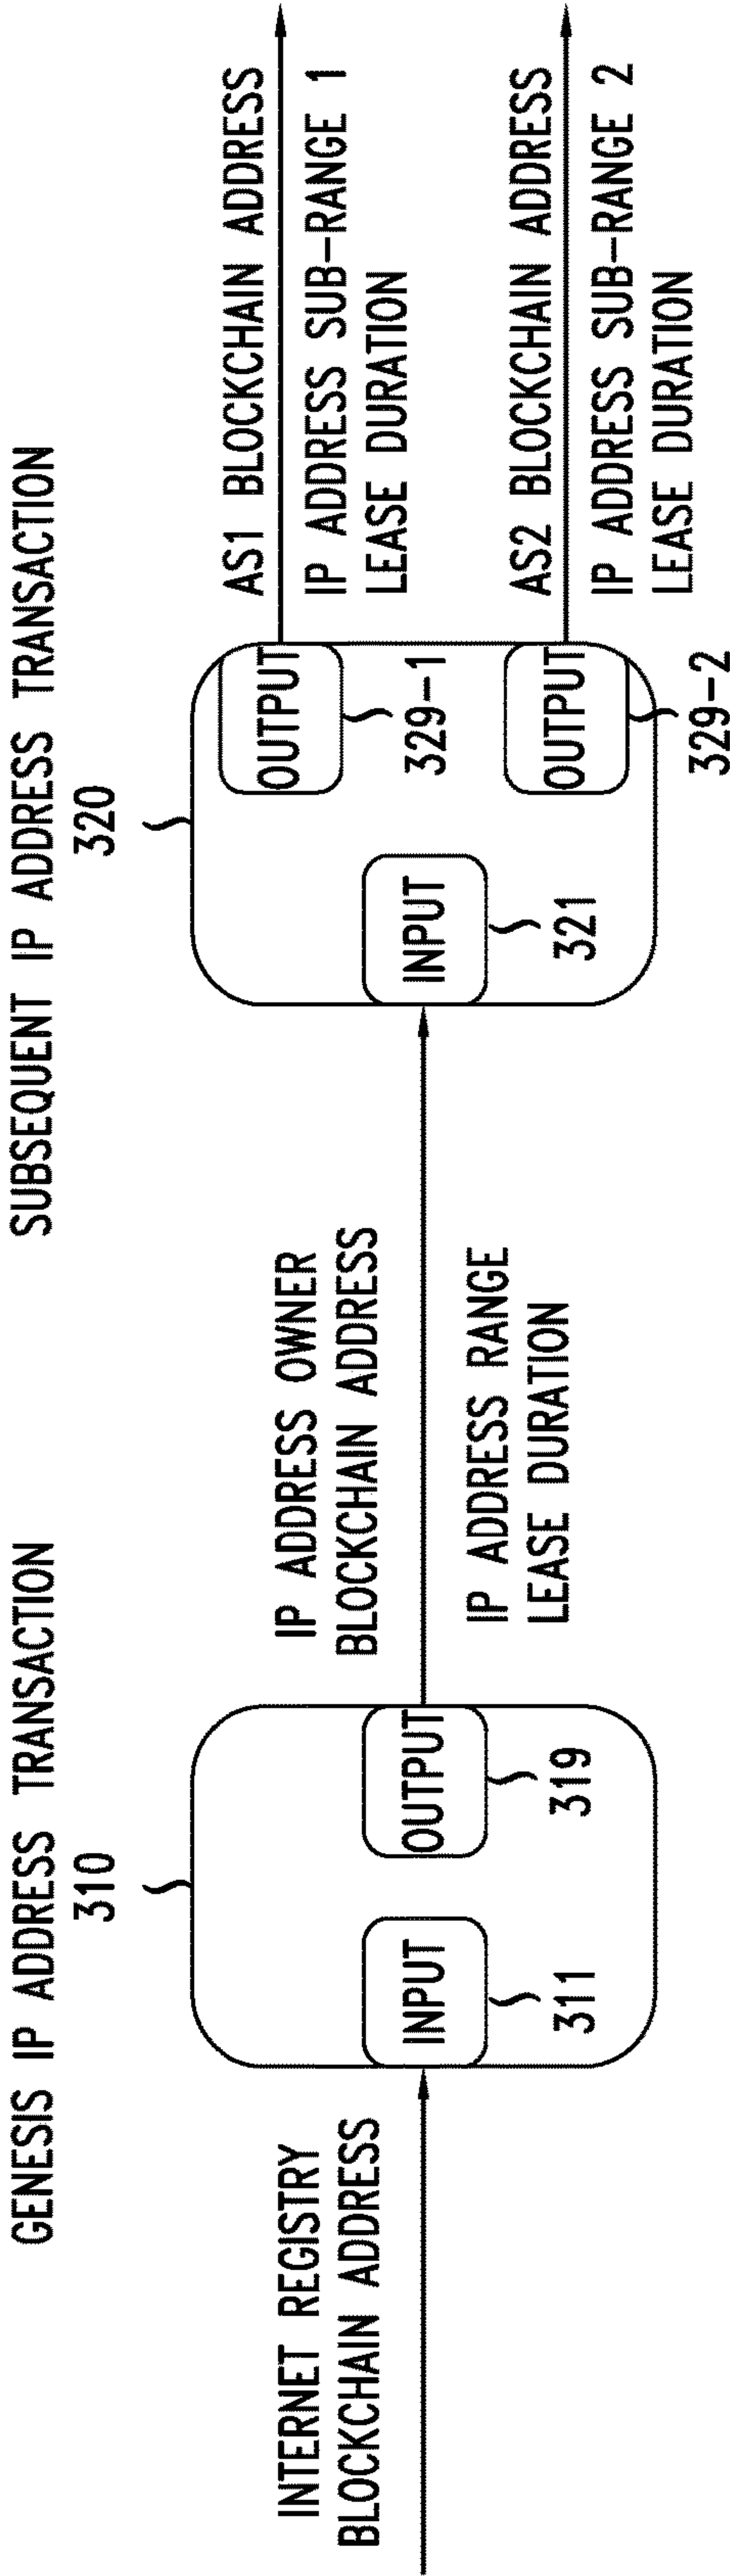 GENESIS IP ADDRESS TRANSACTION
310
SUBSEQUENT IP ADDRESS TRANSACTION
320
INTERNET REGISTRY
BLOCKCHAIN ADDRESS
INPUT
311
OUTPUT
319
IP ADDRESS OWNER
BLOCKCHAIN ADDRESS
IP ADDRESS RANGE
LEASE DURATION
INPUT
321
OUTPUT
329-1
OUTPUT
329-2
AS1 BLOCKCHAIN ADDRESS
IP ADDRESS SUB-RANGE 1
LEASE DURATION
AS2 BLOCKCHAIN ADDRESS
IP ADDRESS SUB-RANGE 2
LEASE DURATION